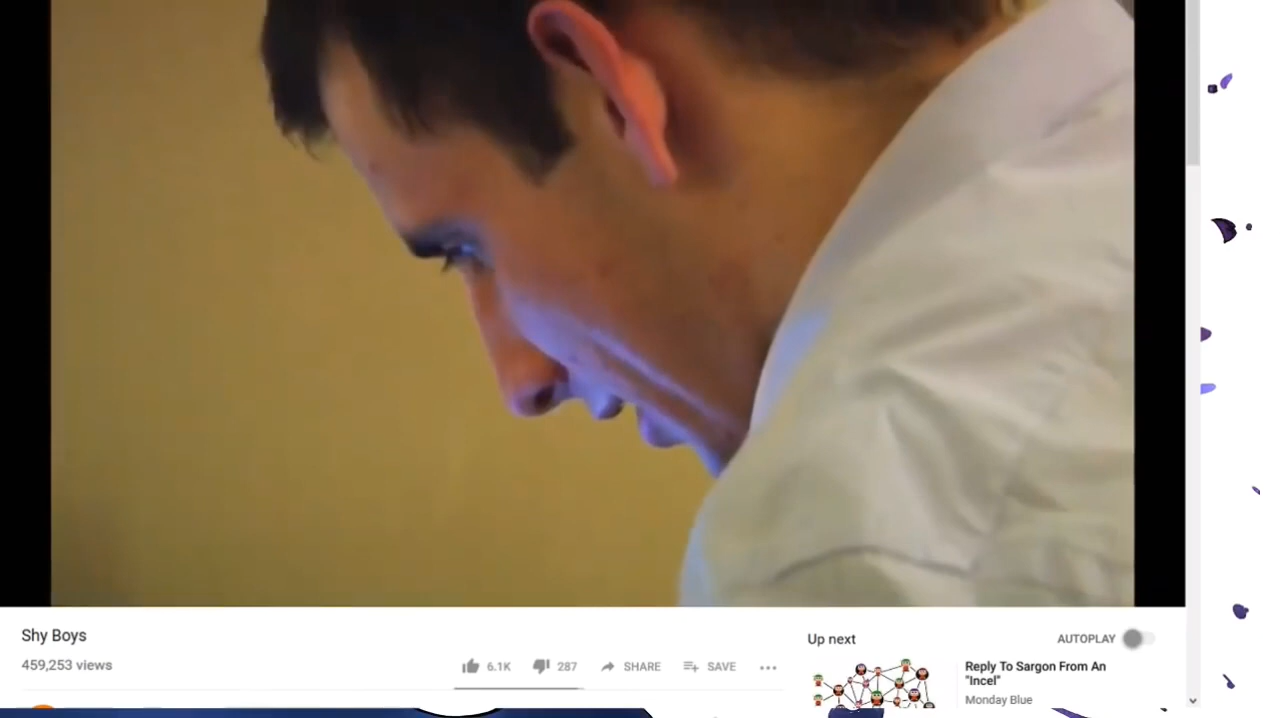 Shy Boys
459,253 views
6.1K 287 SHARE SAVE
Up next AUTOPLAY
Reply To Sargon From An
"Incel"
Monday Blue